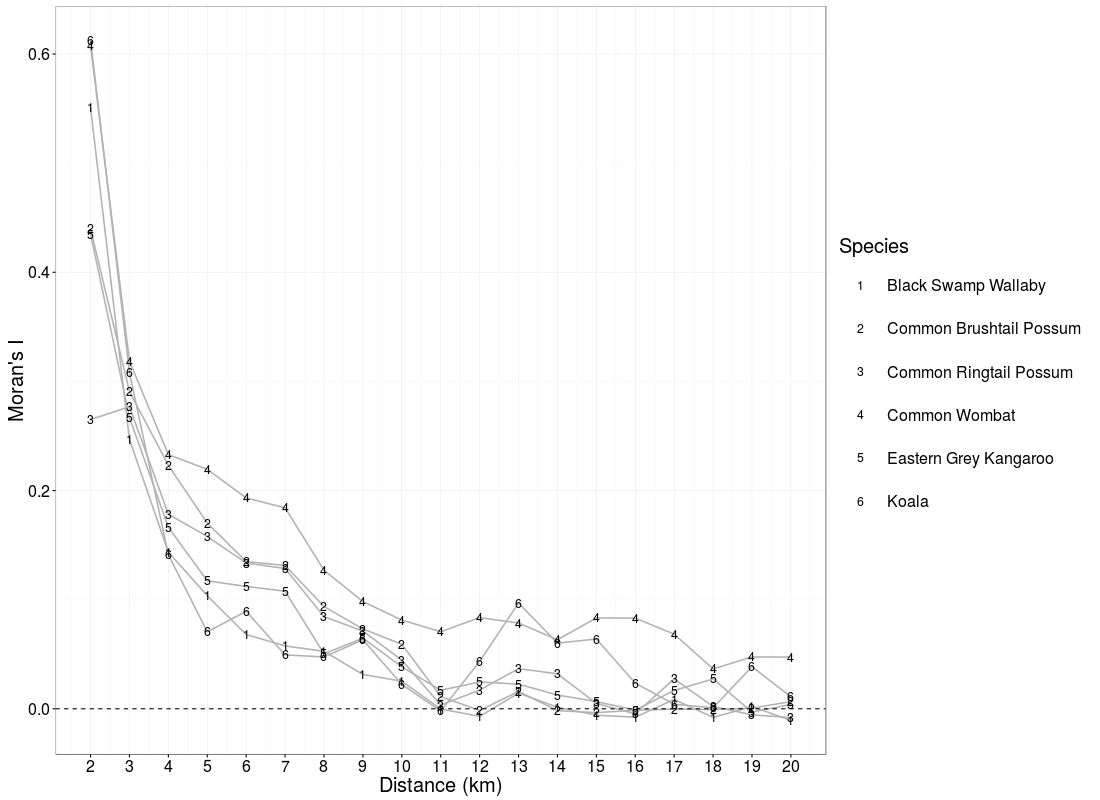 0.6
0.4
0.2
0.0
Moran's I
2 3 4 5 6 7 8 9 10 11 12 13 14 15 16 17 18 19 20
Distance (km)
Species
1 Black Swamp Wallaby
2 Common Brushtail Possum
3 Common Ringtail Possum
4 Common Wombat
5 Eastern Grey Kangaroo
6 Koala